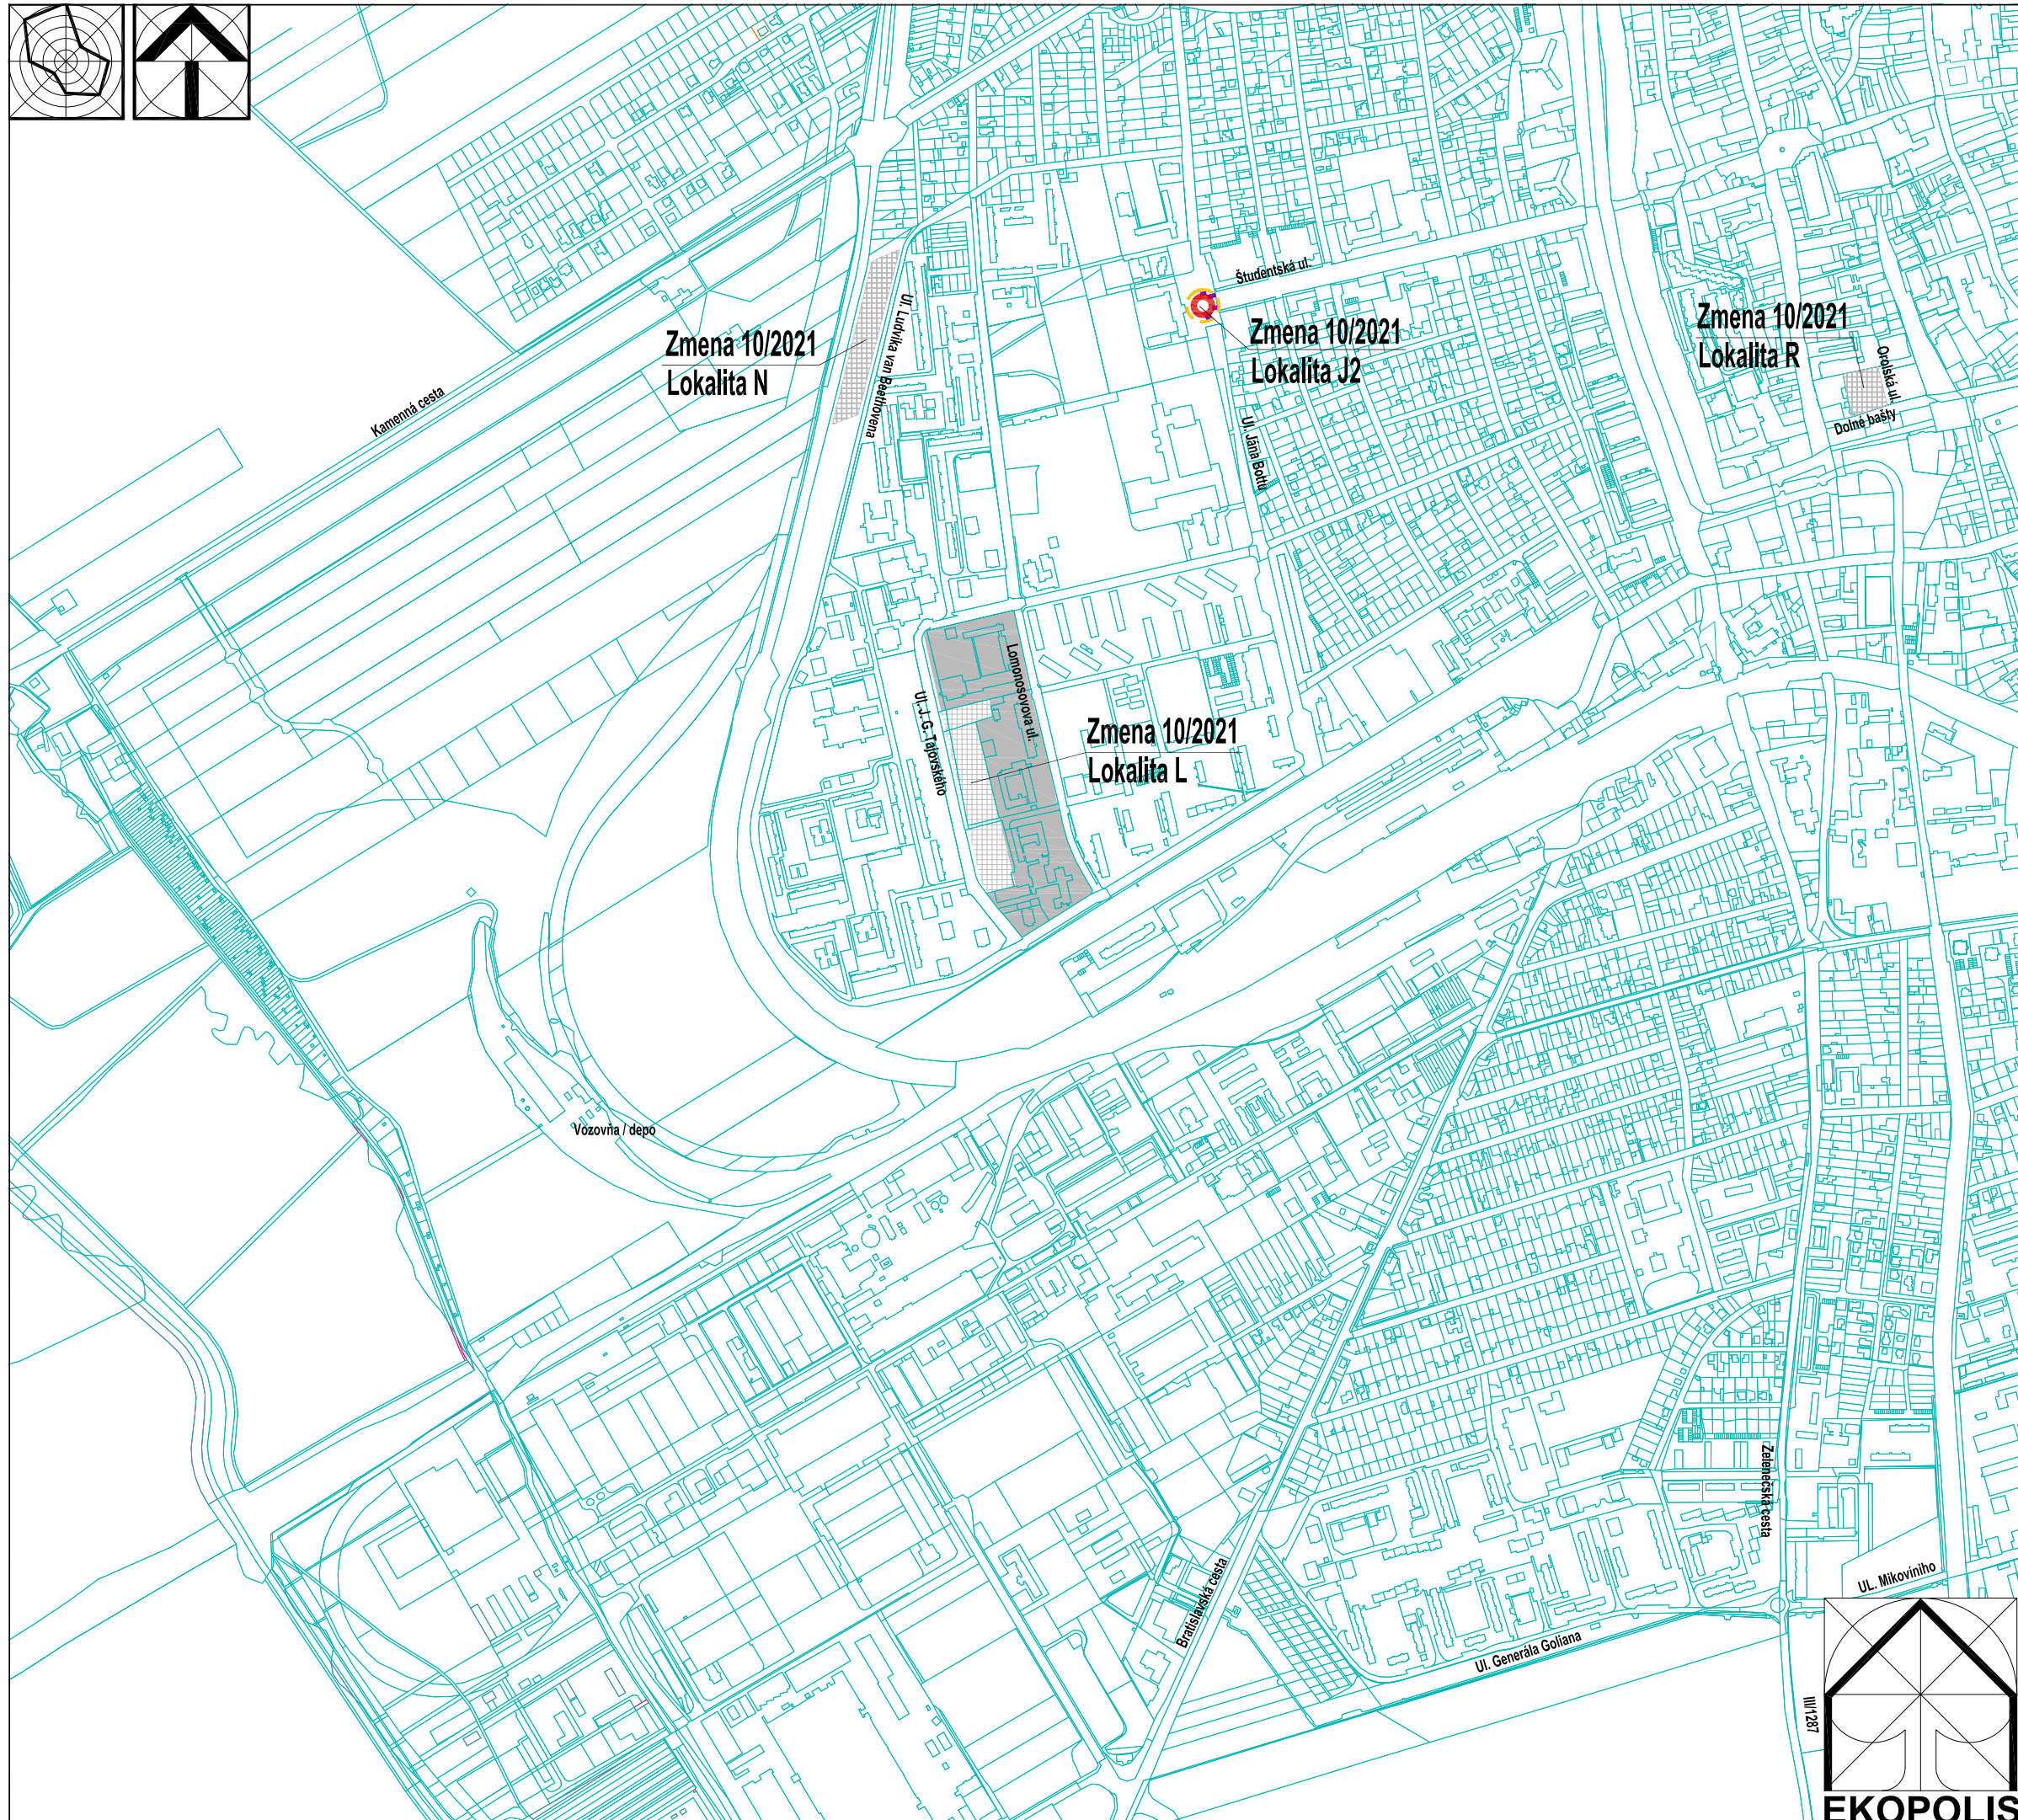 Študentská ul.
Zmena 10/2021
Lokalita N
Ul. Ludvika van Beethovena
Zmena 10/2021
Lokalita J2
Zmena 10/2021
Lokalita R
Orolská ul.
Dolné bašty
Kamenná cesta
Ul. Jána Bottu
Lomonosovova ul.
Ul. J. G. Tajovského
Zmena 10/2021
Lokalita L
Vozovňa / depo
Zelenečská cesta
Bratislavská cesta
UL. Mikovíniho
Ul. Generála Goliana
III/1287
EKOPOLIS